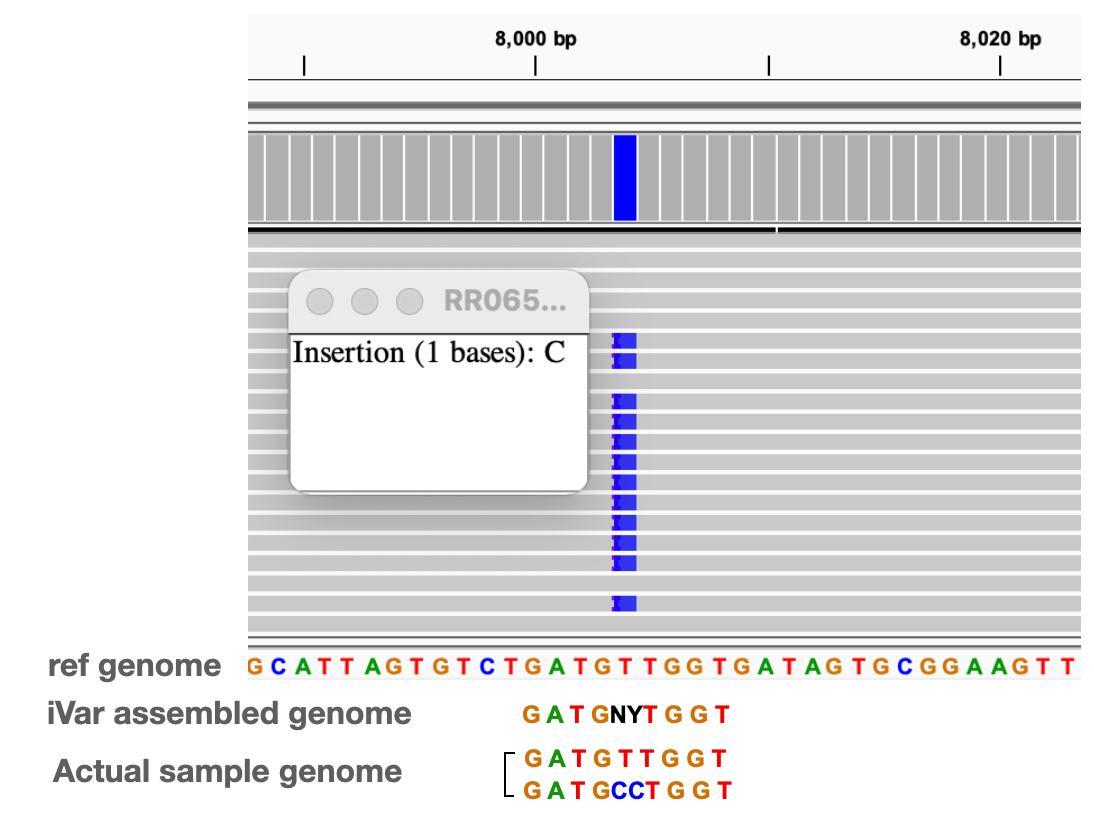 8,000 bp 8,020 bp
RR065...
Insertion (1 bases): C
ref genome G C A T T A G T G T C T G A T G T T G G T G A T A G T G C G G A A G T T
iVar assembled genome G A T G N Y T G G T
Actual sample genome
G A T G T T G G T
G A T G C C T G G T